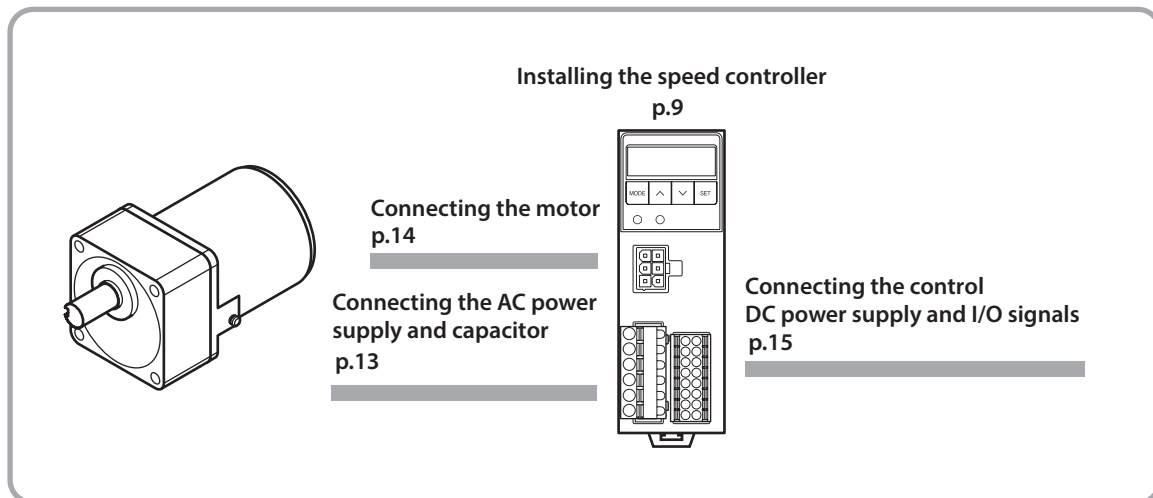 Installing the speed controller
p.9
MODE
SET
Connecting the motor
p.14
Connecting the AC power
supply and capacitor
p.13
Connecting the control
DC power supply and I/O signals
p.15